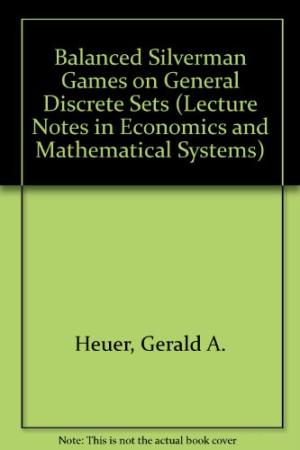 Balanced Silverman
Games on General
Discrete Sets (Lecture
Notes in Economics and
Mathematical Systems)
Heuer, Gerald A.
Note: This is not the actual book cover